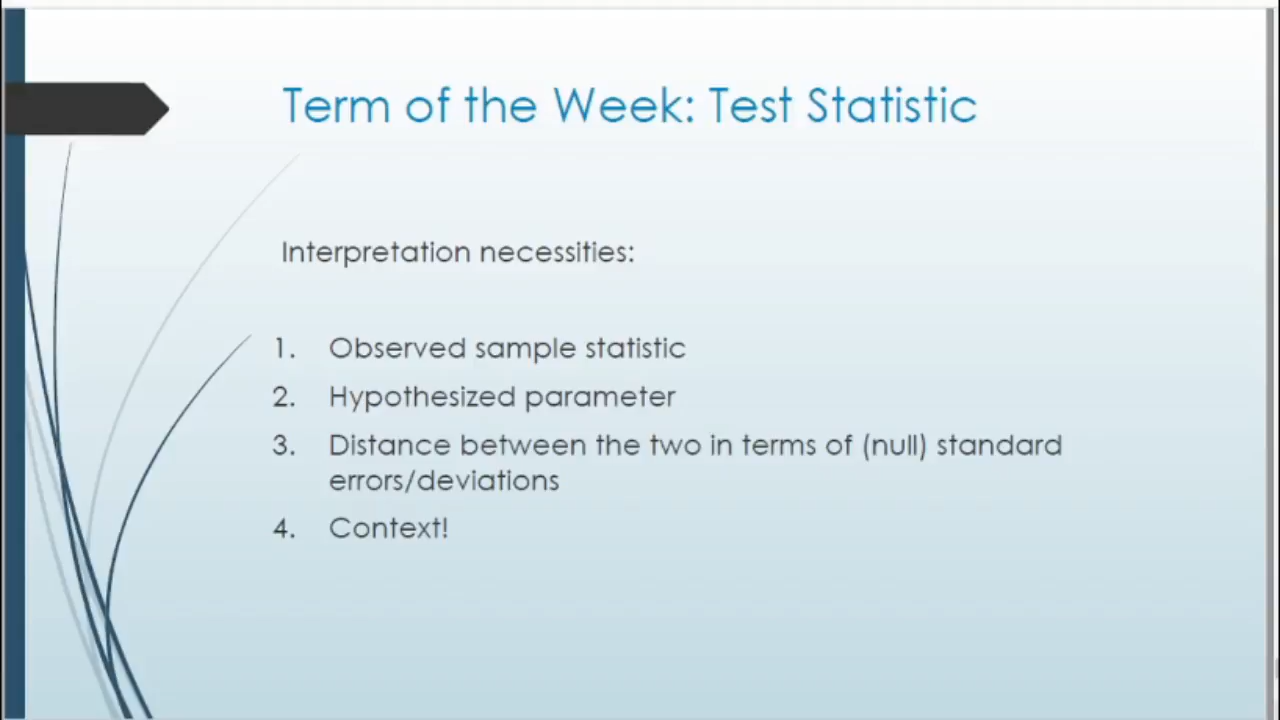 Term of the Week: Test Statistic
Interpretation necessities:
1. Observed sample statistic
2. Hypothesized parameter
3. Distance between the two in terms of (null) standard
errors/deviations
4. Context!